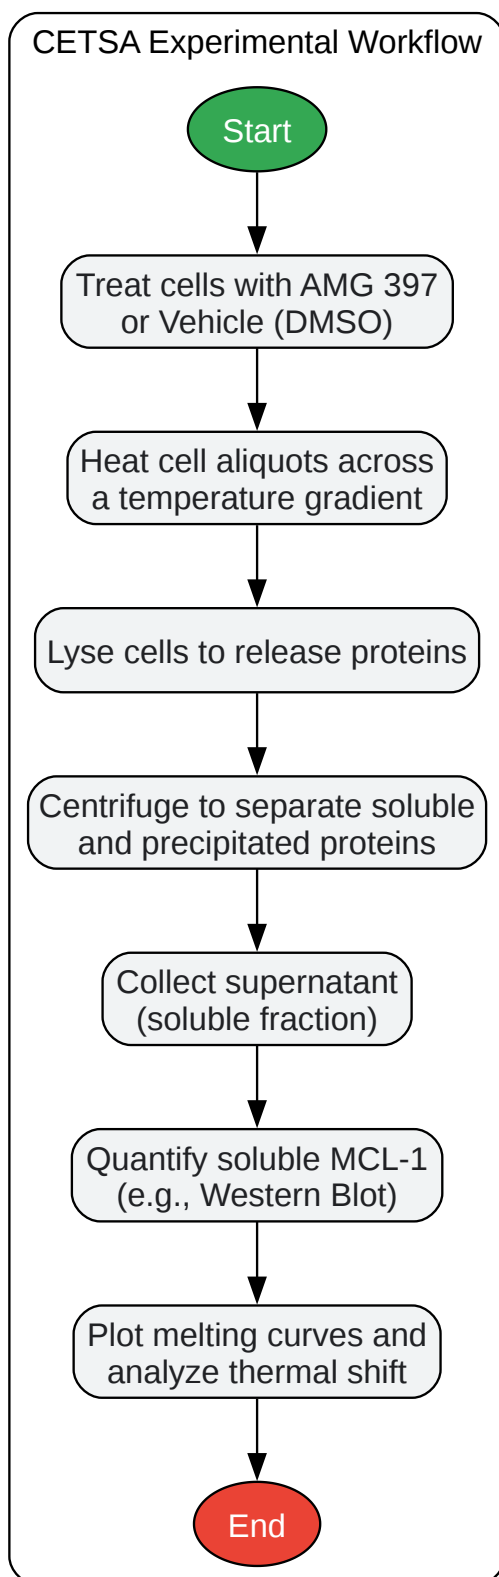 CETSA Experimental Workflow
Start
Treat cells with AMG 397
or Vehicle (DMSO)
Heat cell aliquots across
a temperature gradient
Lyse cells to release proteins
Centrifuge to separate soluble
and precipitated proteins
Collect supernatant
(soluble fraction)
Quantify soluble MCL-1
(e.g., Western Blot)
Plot melting curves and
analyze thermal shift
End